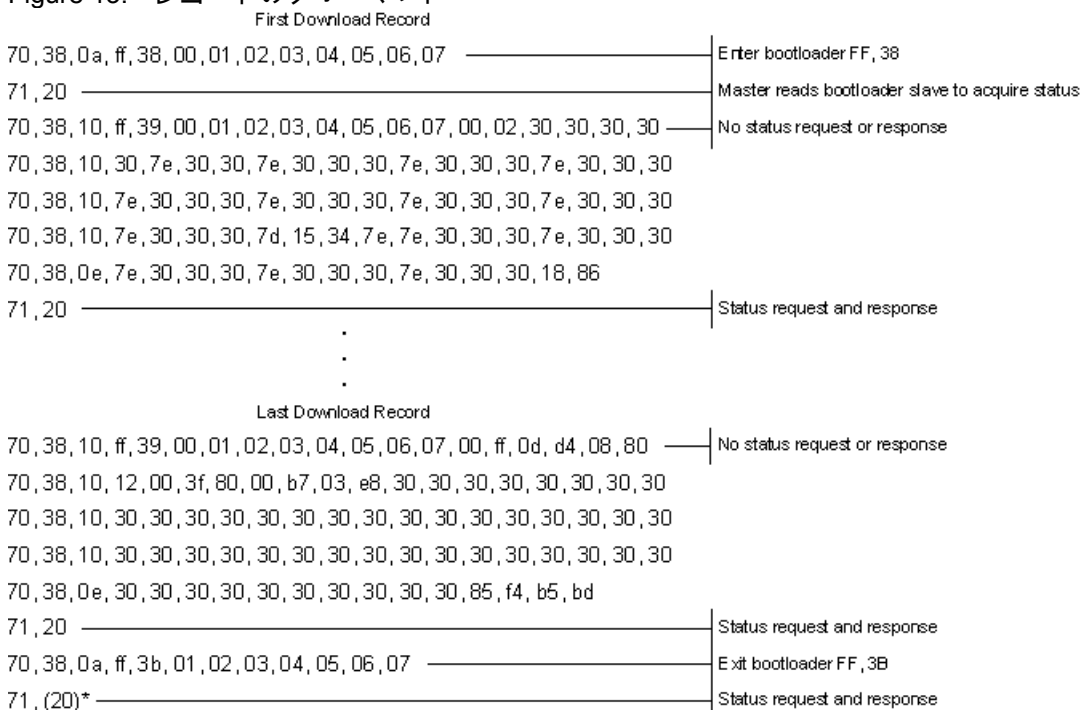 First Download Record
70,38,0a,ff,38,00,01,02,03,04,05,06,07 Enter bootloader FF,38
71,20 Master reads bootloader slave to acquire status
70,38,10,ff,39,00,01,02,03,04,05,06,07,00,02,30,30,30,30 No status request or response
70,38,10,30,7e,30,30,7e,30,30,30,7e,30,30,30,7e,30,30,30
70,38,10,7e,30,30,30,7e,30,30,30,7e,30,30,30,7e,30,30,30
70,38,10,7e,30,30,30,7d,15,34,7e,7e,30,30,30,7e,30,30,30
70,38,0e,7e,30,30,30,7e,30,30,30,7e,30,30,30,18,86
71,20 Status request and response
Last Download Record
70,38,10,ff,39,00,01,02,03,04,05,06,07,00,ff,0d,d4,08,80 No status request or response
70,38,10,12,00,3f,80,00,b7,03,e8,30,30,30,30,30,30,30,30
70,38,10,30,30,30,30,30,30,30,30,30,30,30,30,30,30,30,30
70,38,10,30,30,30,30,30,30,30,30,30,30,30,30,30,30,30,30
70,38,0e,30,30,30,30,30,30,30,30,30,30,85,f4,b5,bd
71,20 Status request and response
70,38,0a,ff,3b,01,02,03,04,05,06,07 Exit bootloader FF,3B
71,(20)* Status request and response